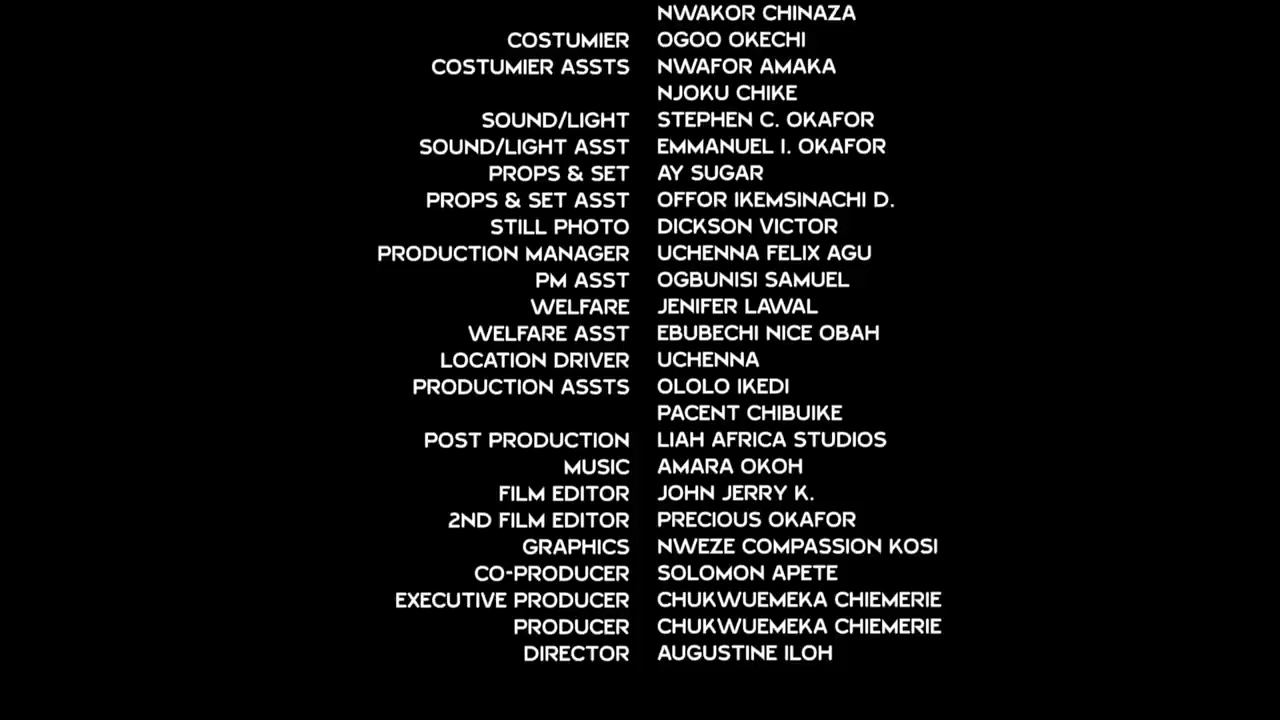 NWAKOR CHINAZA
COSTUMIER OGOO OKECHI
COSTUMIER ASSTS NWAFOR AMAKA
NJOKU CHIKE
SOUND/LIGHT STEPHEN C. OKAFOR
SOUND/LIGHT ASST EMMANUEL I. OKAFOR
PROPS & SET AY SUGAR
PROPS & SET ASST OFFOR IKEMSINACHI D.
STILL PHOTO DICKSON VICTOR
PRODUCTION MANAGER UCHENNA FELIX AGU
PM ASST OGBUNISI SAMUEL
WELFARE JENIFER LAWAL
WELFARE ASST EBUBECHI NICE OBAH
LOCATION DRIVER UCHENNA
PRODUCTION ASSTS OLOLO IKEDI
PACENT CHIBUIKE
POST PRODUCTION LIAH AFRICA STUDIOS
MUSIC AMARA OKOH
FILM EDITOR JOHN JERRY K.
2ND FILM EDITOR PRECIOUS OKAFOR
GRAPHICS NWEZE COMPASSION KOSI
CO-PRODUCER SOLOMON APETE
EXECUTIVE PRODUCER CHUKWUEMEKA CHIEMERIE
PRODUCER CHUKWUEMEKA CHIEMERIE
DIRECTOR AUGUSTINE ILOH